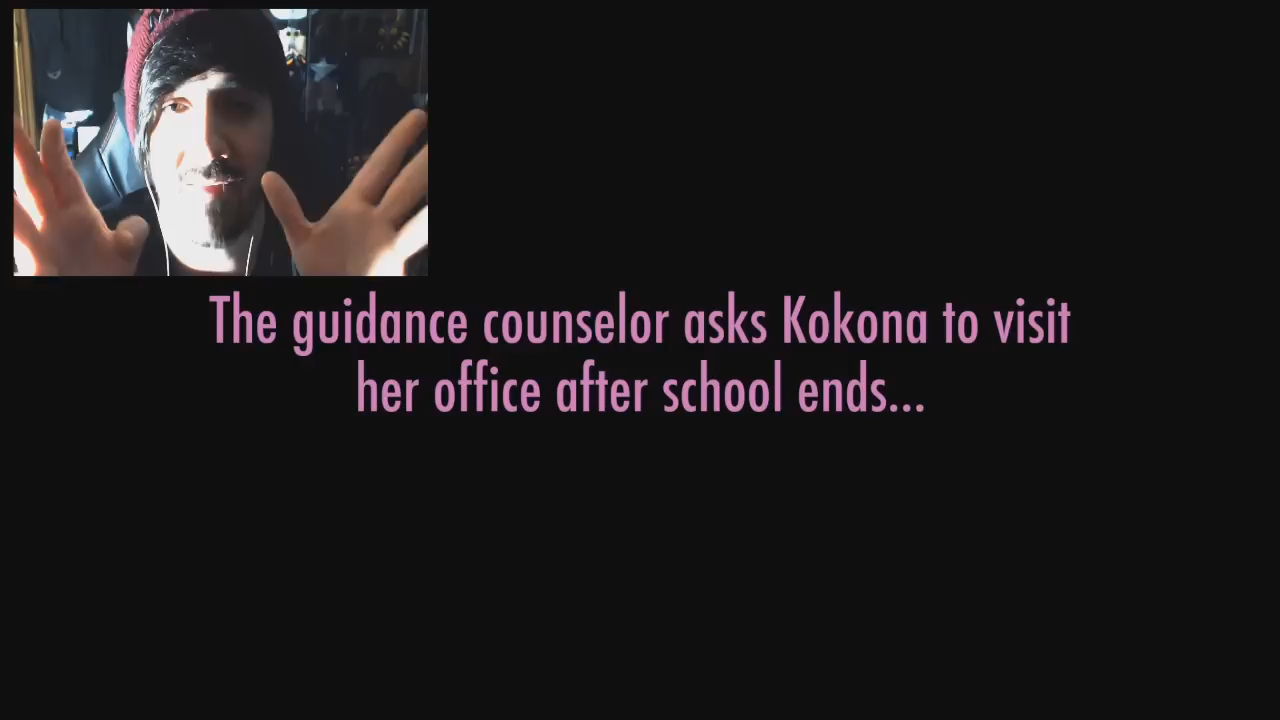 The guidance counselor asks Kokona to visit
her office after school ends...